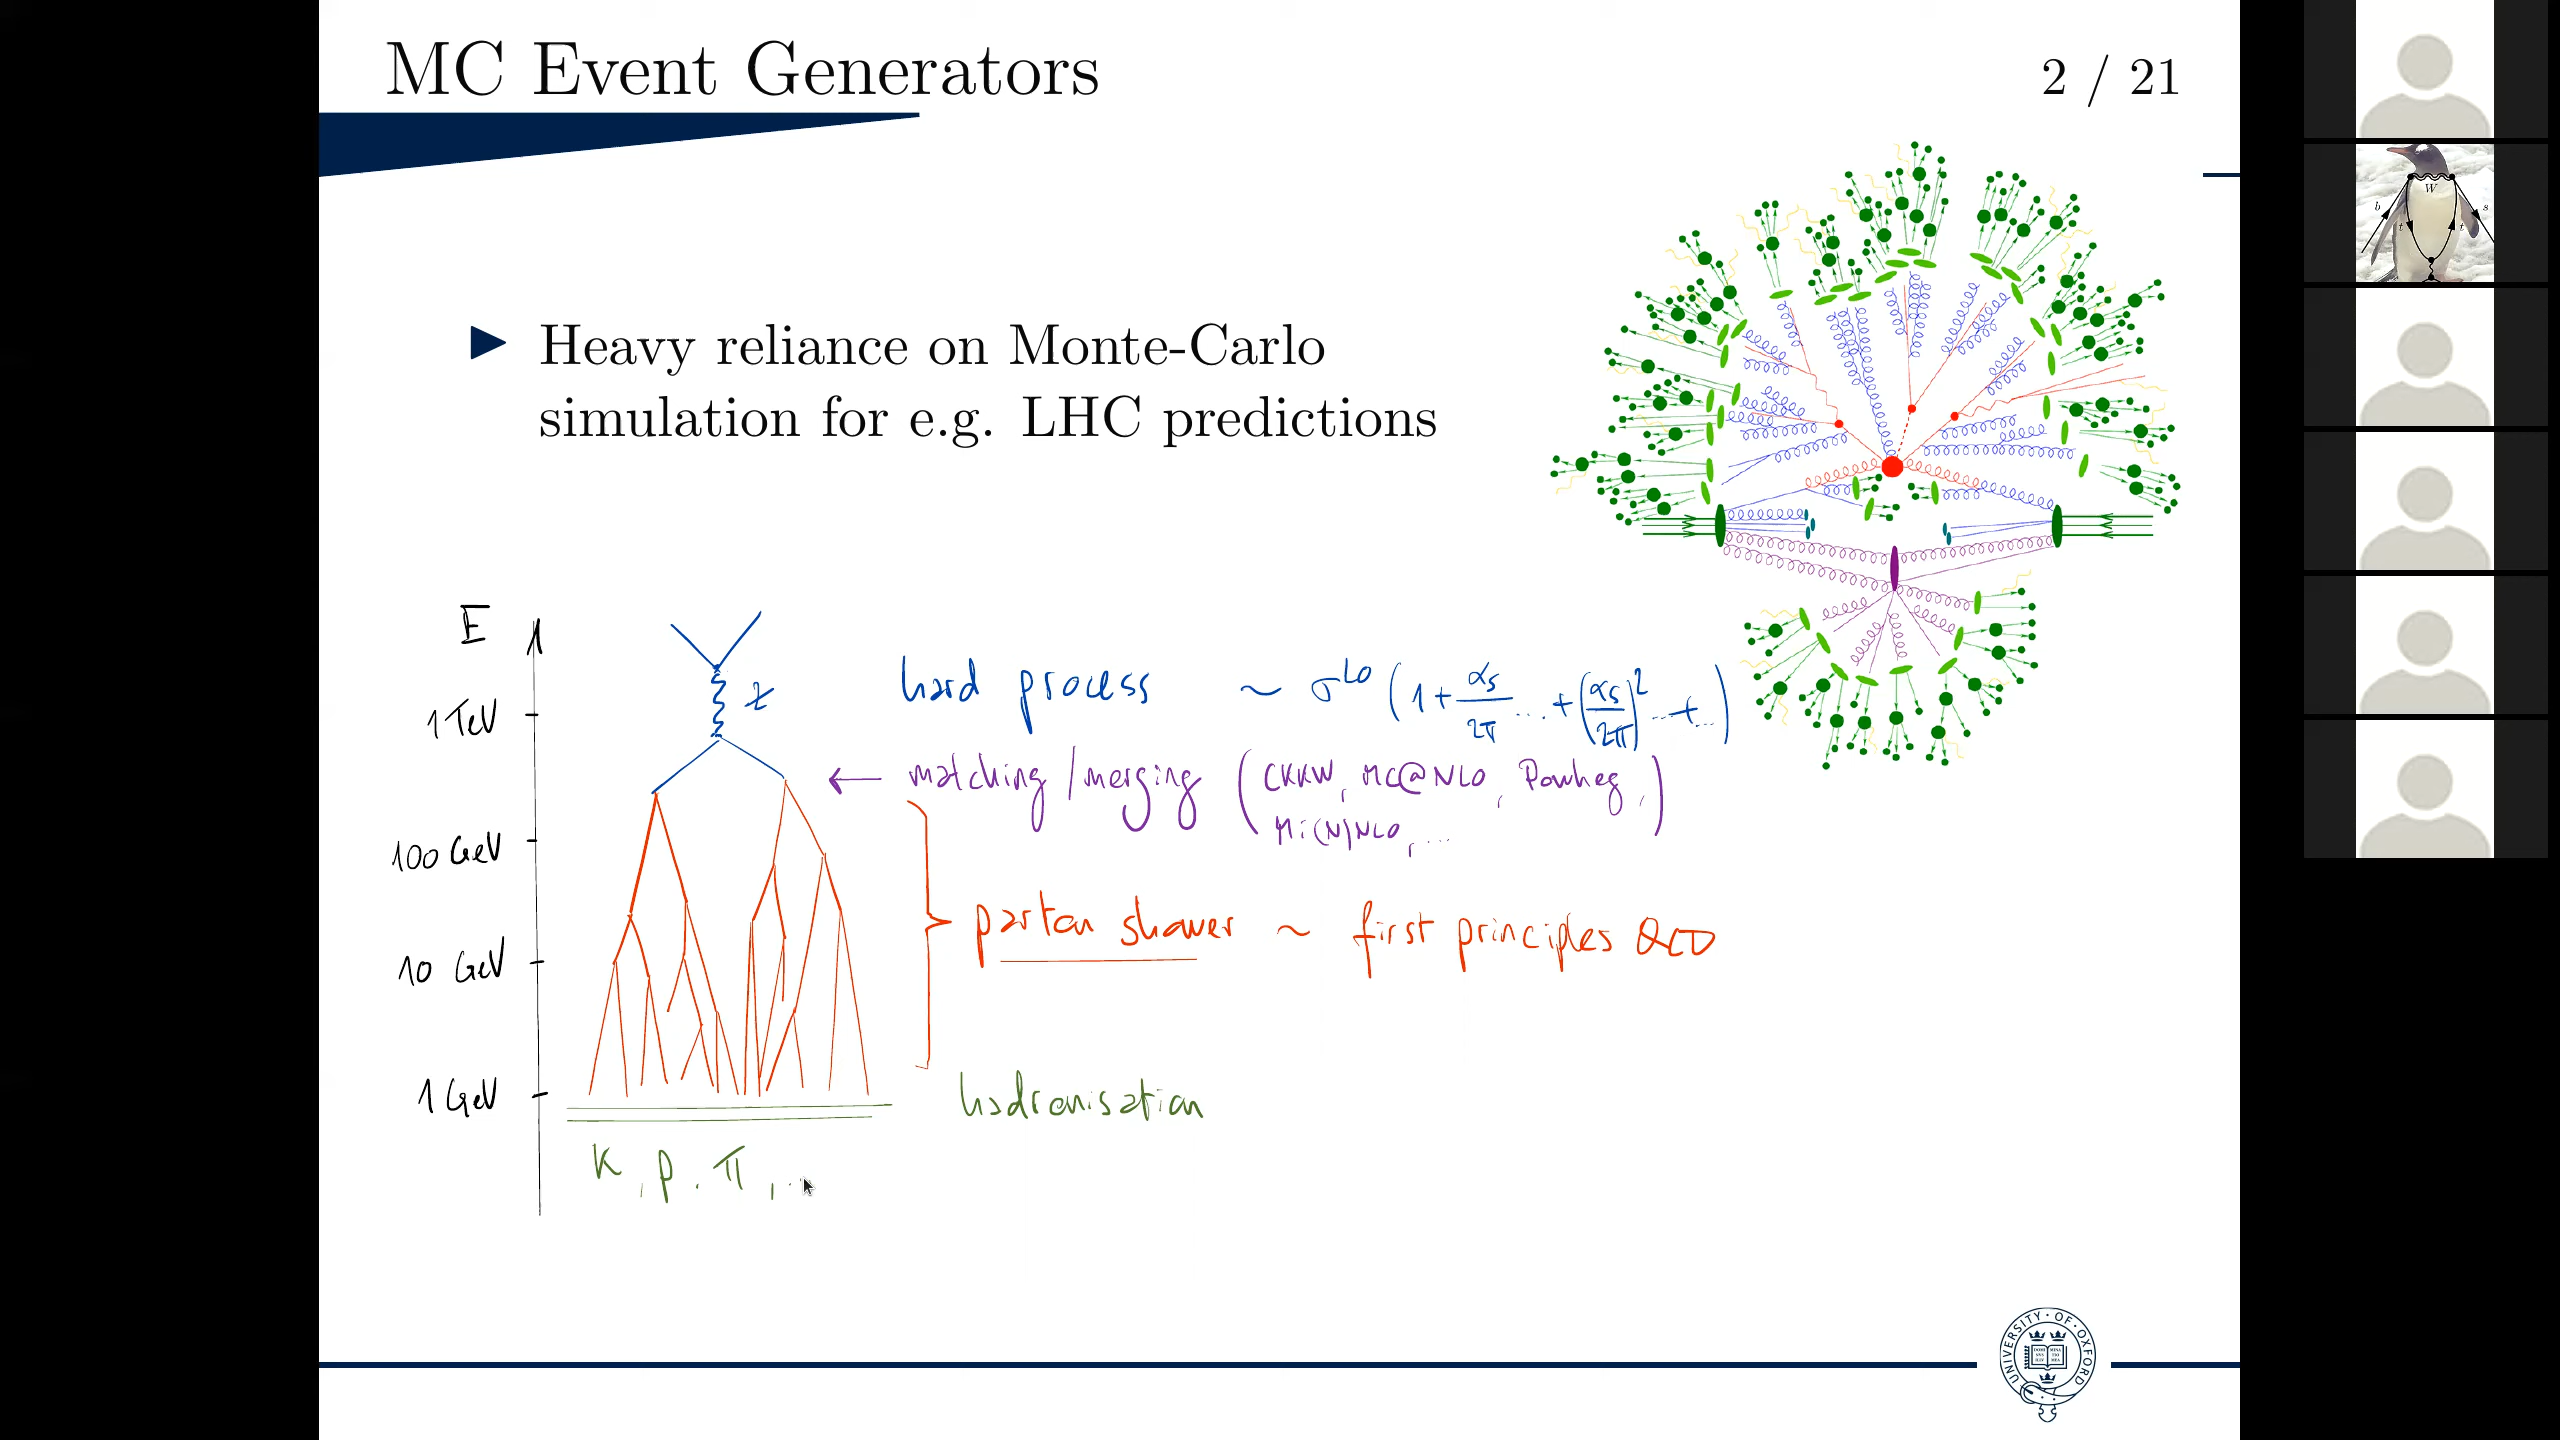 MC Event Generators
2 / 21
Heavy reliance on Monte-Carlo
simulation for e.g. LHC predictions
E
1 TeV
100 GeV
10 GeV
1 GeV
Z
hard process ~ σ^LO (1 + αs/2π ... + (αs/2π)^2 ... + ...)
← matching / merging (CKKW, MC@NLO, Powheg,
Mi(N)NLO, ...)
parton shower ~ first principles QCD
hadronisation
K, p, π, ...
W
b
s
t
t
UNIVERSITY · OF · OXFORD